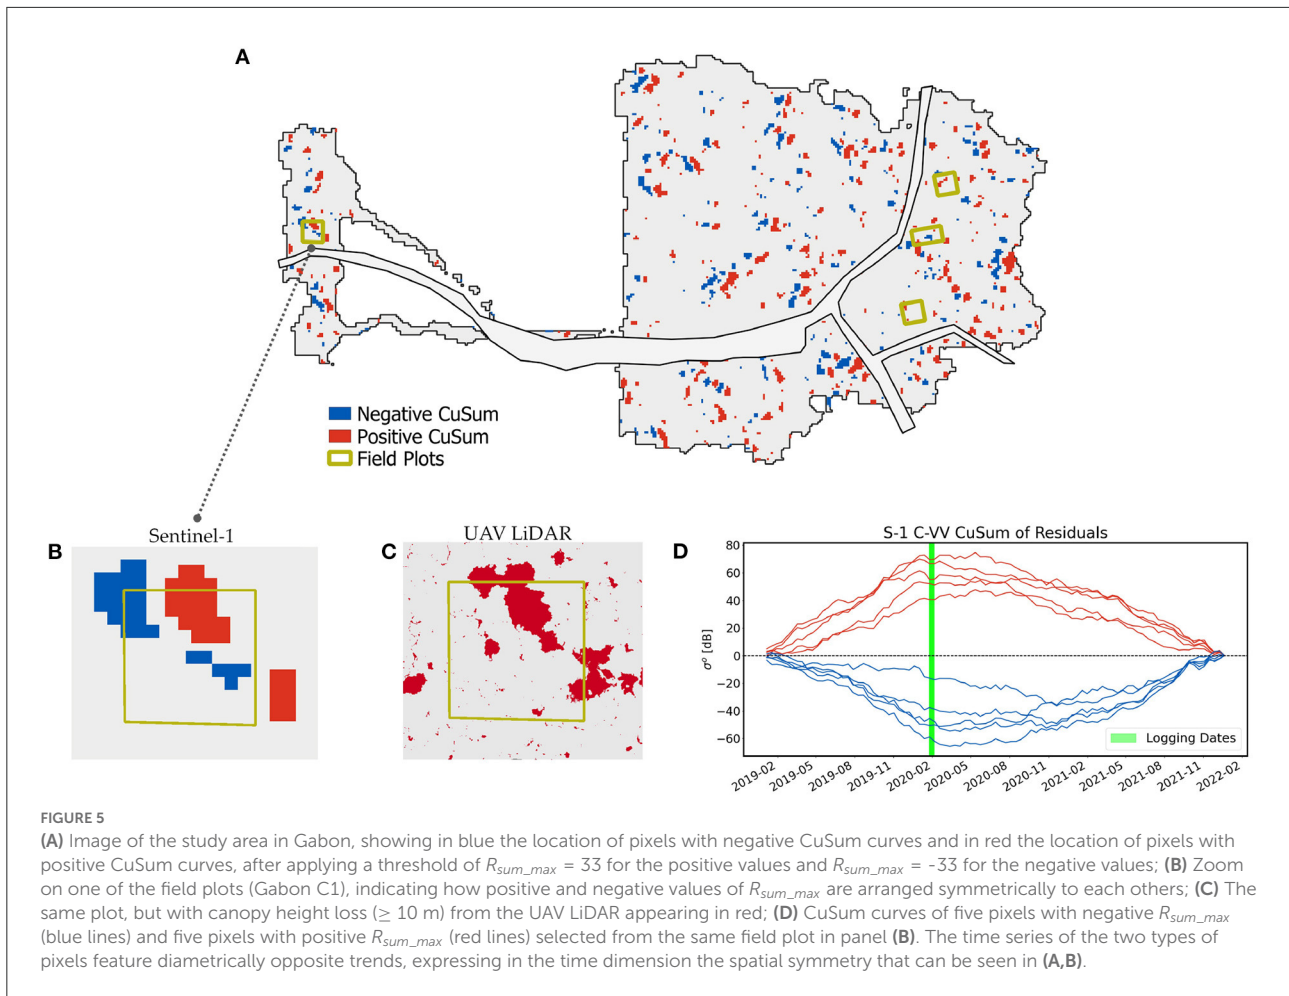 A
Negative CuSum
Positive CuSum
Field Plots
B
Sentinel-1
C
UAV LiDAR
D
S-1 C-VV CuSum of Residuals
80
60
40
20
0
−20
−40
−60
σ⁰ [dB]
Logging Dates
2019-02
2019-05
2019-08
2019-11
2020-02
2020-05
2020-08
2020-11
2021-02
2021-05
2021-08
2021-11
2022-02
FIGURE 5
(A) Image of the study area in Gabon, showing in blue the location of pixels with negative CuSum curves and in red the location of pixels with
positive CuSum curves, after applying a threshold of R_sum_max = 33 for the positive values and R_sum_max = -33 for the negative values; (B) Zoom
on one of the field plots (Gabon C1), indicating how positive and negative values of R_sum_max are arranged symmetrically to each others; (C) The
same plot, but with canopy height loss (≥ 10 m) from the UAV LiDAR appearing in red; (D) CuSum curves of five pixels with negative R_sum_max
(blue lines) and five pixels with positive R_sum_max (red lines) selected from the same field plot in panel (B). The time series of the two types of
pixels feature diametrically opposite trends, expressing in the time dimension the spatial symmetry that can be seen in (A,B).